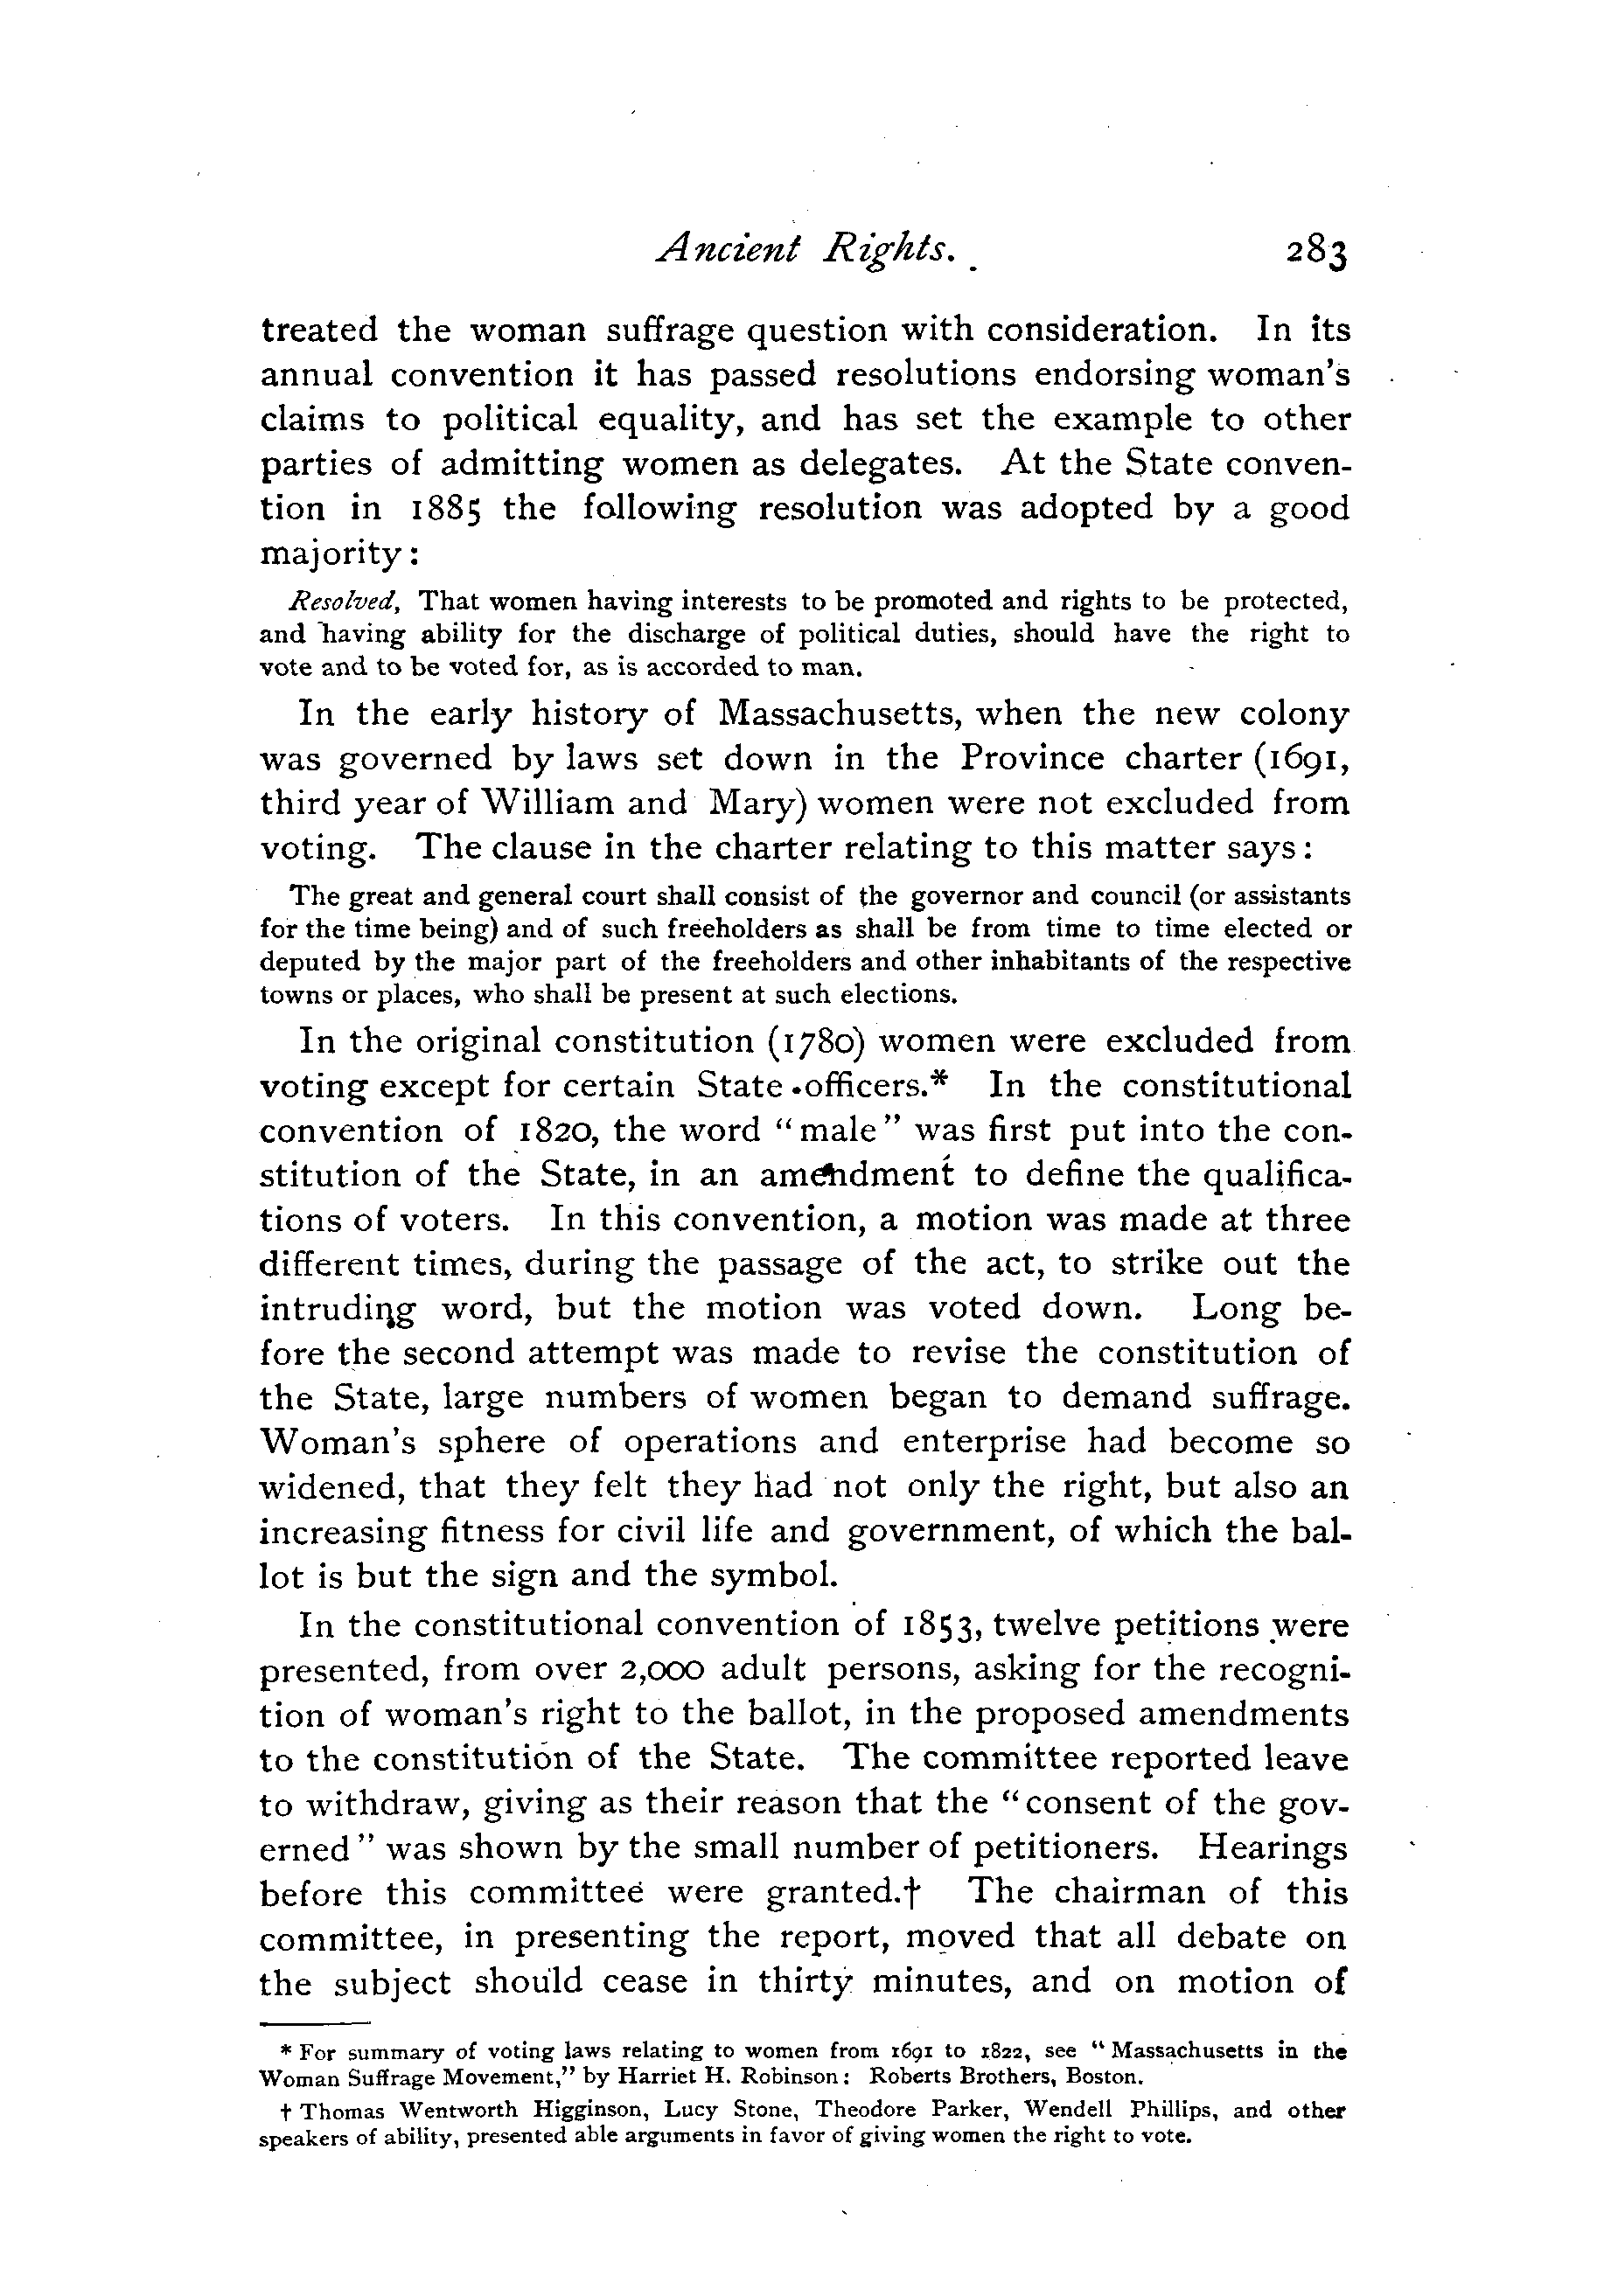 Ancient Rights. 283
treated the woman suffrage question with consideration. In its
annual convention it has passed resolutions endorsing woman's
claims to political equality, and has set the example to other
parties of admitting women as delegates. At the State conven-
tion in 1885 the following resolution was adopted by a good
majority:
Resolved, That women having interests to be promoted and rights to be protected,
and having ability for the discharge of political duties, should have the right to
vote and to be voted for, as is accorded to man.
In the early history of Massachusetts, when the new colony
was governed by laws set down in the Province charter (1691,
third year of William and Mary) women were not excluded from
voting. The clause in the charter relating to this matter says:
The great and general court shall consist of the governor and council (or assistants
for the time being) and of such freeholders as shall be from time to time elected or
deputed by the major part of the freeholders and other inhabitants of the respective
towns or places, who shall be present at such elections.
In the original constitution (1780) women were excluded from
voting except for certain State officers.* In the constitutional
convention of 1820, the word "male" was first put into the con-
stitution of the State, in an amendment to define the qualifica-
tions of voters. In this convention, a motion was made at three
different times, during the passage of the act, to strike out the
intruding word, but the motion was voted down. Long be-
fore the second attempt was made to revise the constitution of
the State, large numbers of women began to demand suffrage.
Woman's sphere of operations and enterprise had become so
widened, that they felt they had not only the right, but also an
increasing fitness for civil life and government, of which the bal-
lot is but the sign and the symbol.
In the constitutional convention of 1853, twelve petitions were
presented, from over 2,000 adult persons, asking for the recogni-
tion of woman's right to the ballot, in the proposed amendments
to the constitution of the State. The committee reported leave
to withdraw, giving as their reason that the "consent of the gov-
erned" was shown by the small number of petitioners. Hearings
before this committee were granted.† The chairman of this
committee, in presenting the report, moved that all debate on
the subject should cease in thirty minutes, and on motion of
* For summary of voting laws relating to women from 1691 to 1822, see "Massachusetts in the
Woman Suffrage Movement," by Harriet H. Robinson: Roberts Brothers, Boston.
† Thomas Wentworth Higginson, Lucy Stone, Theodore Parker, Wendell Phillips, and other
speakers of ability, presented able arguments in favor of giving women the right to vote.